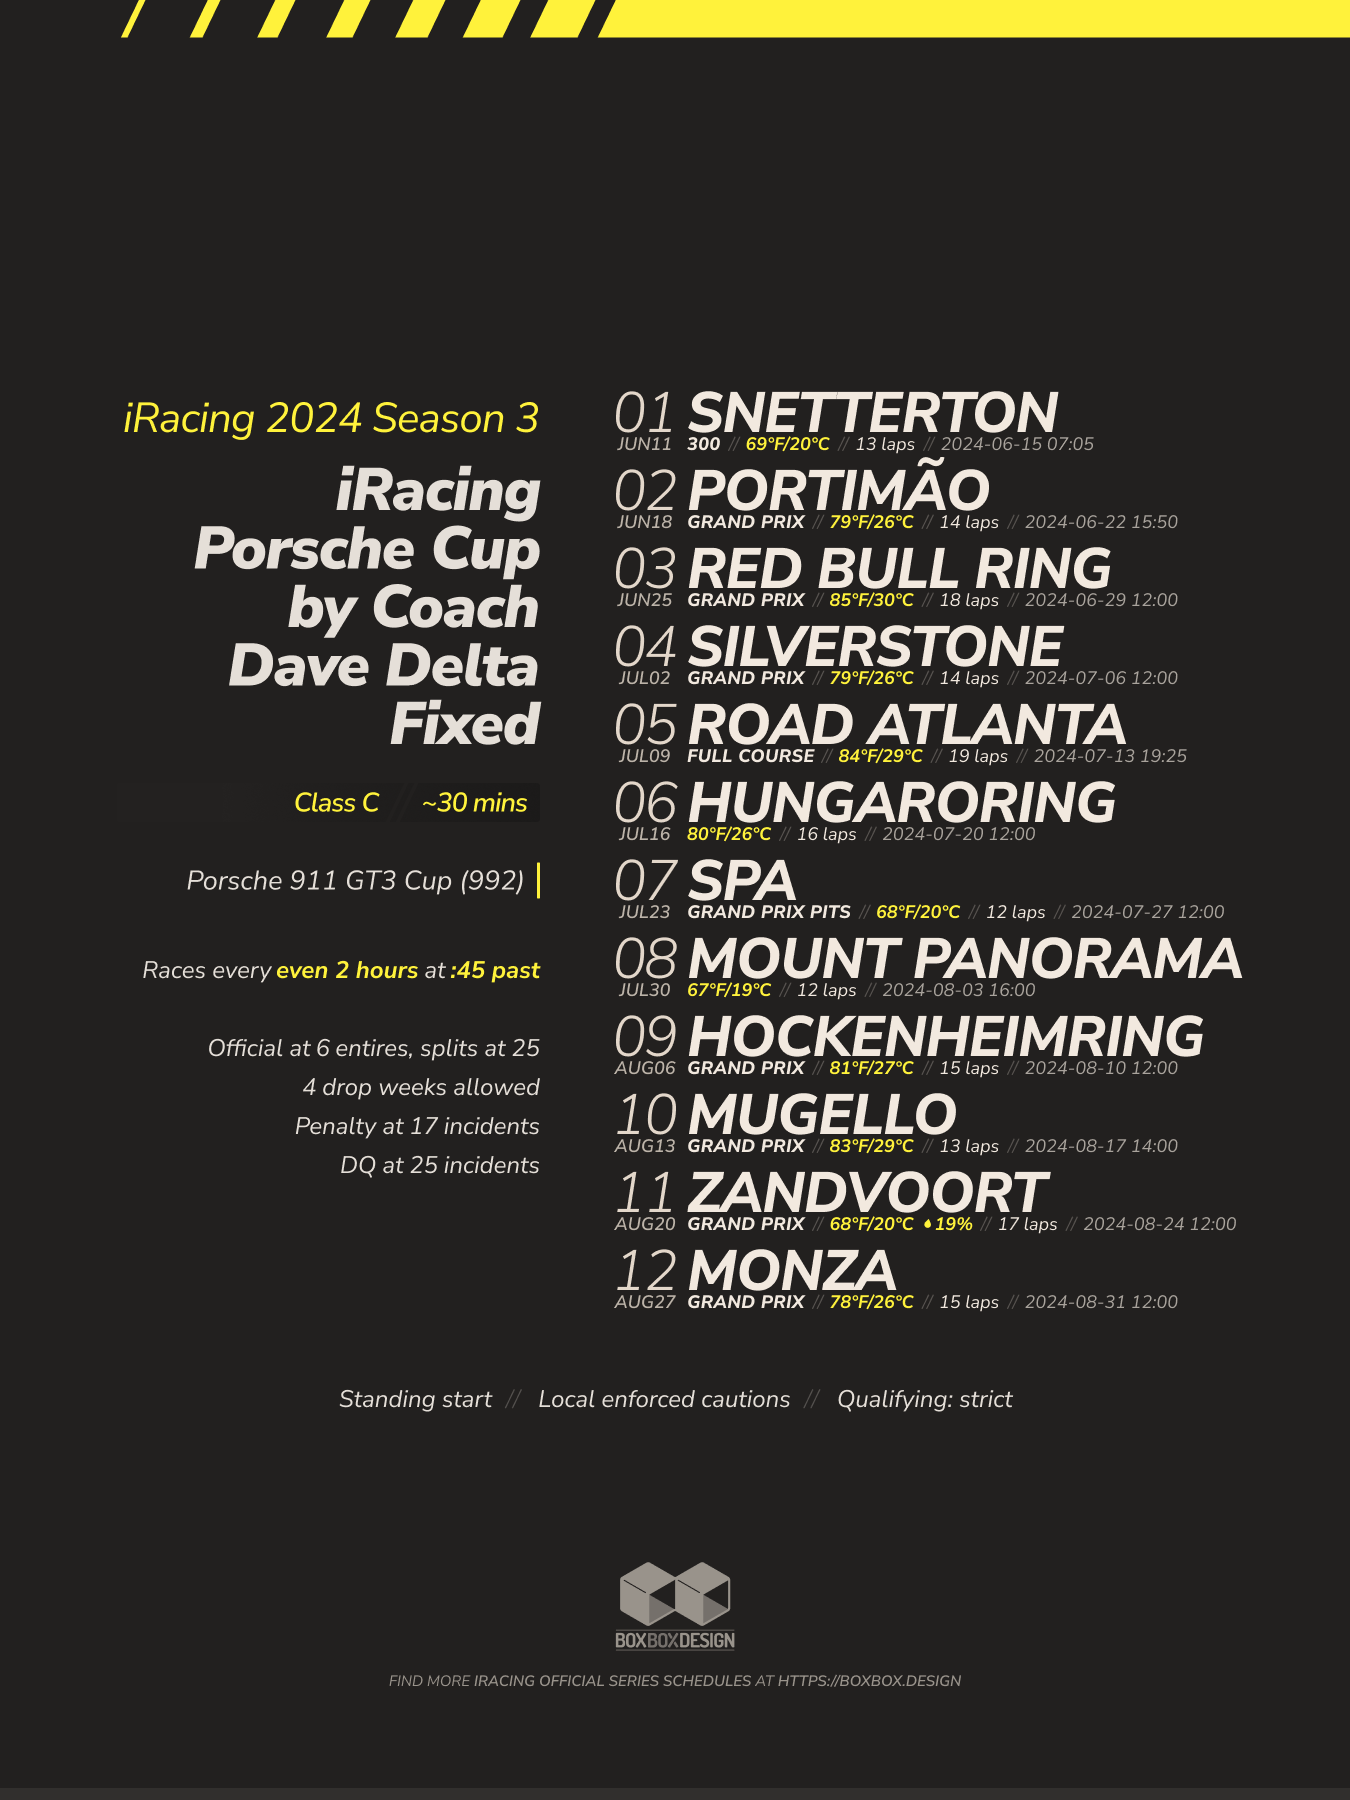 iRacing 2024 Season 3
iRacing
Porsche Cup
by Coach
Dave Delta
Fixed
Class C // ~30 mins
Porsche 911 GT3 Cup (992)
Races every even 2 hours at :45 past
Official at 6 entires, splits at 25
4 drop weeks allowed
Penalty at 17 incidents
DQ at 25 incidents
01 SNETTERTON
JUN11 300 // 69°F/20°C // 13 laps // 2024-06-15 07:05
02 PORTIMÃO
JUN18 GRAND PRIX // 79°F/26°C // 14 laps // 2024-06-22 15:50
03 RED BULL RING
JUN25 GRAND PRIX // 85°F/30°C // 18 laps // 2024-06-29 12:00
04 SILVERSTONE
JUL02 GRAND PRIX // 79°F/26°C // 14 laps // 2024-07-06 12:00
05 ROAD ATLANTA
JUL09 FULL COURSE // 84°F/29°C // 19 laps // 2024-07-13 19:25
06 HUNGARORING
JUL16 80°F/26°C // 16 laps // 2024-07-20 12:00
07 SPA
JUL23 GRAND PRIX PITS // 68°F/20°C // 12 laps // 2024-07-27 12:00
08 MOUNT PANORAMA
JUL30 67°F/19°C // 12 laps // 2024-08-03 16:00
09 HOCKENHEIMRING
AUG06 GRAND PRIX // 81°F/27°C // 15 laps // 2024-08-10 12:00
10 MUGELLO
AUG13 GRAND PRIX // 83°F/29°C // 13 laps // 2024-08-17 14:00
11 ZANDVOORT
AUG20 GRAND PRIX // 68°F/20°C 19% // 17 laps // 2024-08-24 12:00
12 MONZA
AUG27 GRAND PRIX // 78°F/26°C // 15 laps // 2024-08-31 12:00
Standing start // Local enforced cautions // Qualifying: strict
BOXBOXDESIGN
FIND MORE IRACING OFFICIAL SERIES SCHEDULES AT HTTPS://BOXBOX.DESIGN